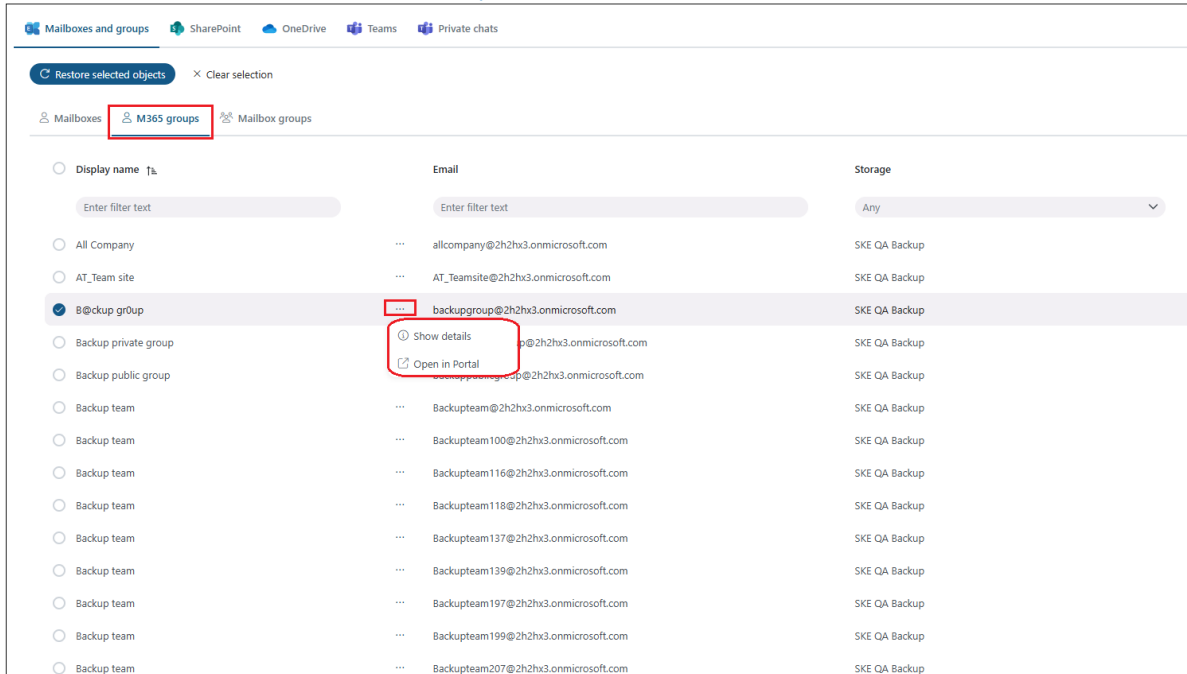 Mailboxes and groups SharePoint OneDrive Teams Private chats
Restore selected objects Clear selection
Mailboxes M365 groups Mailbox groups
Display name Email Storage
Enter filter text Enter filter text Any
All Company ... allcompany@2h2hx3.onmicrosoft.com SKE QA Backup
AT_Team site ... AT_Teamsite@2h2hx3.onmicrosoft.com SKE QA Backup
B@ckup gr0up ... backupgroup@2h2hx3.onmicrosoft.com SKE QA Backup
Show details
Backup private group p@2h2hx3.onmicrosoft.com SKE QA Backup
Open in Portal
Backup public group backuppublicgroup@2h2hx3.onmicrosoft.com SKE QA Backup
Backup team ... Backupteam@2h2hx3.onmicrosoft.com SKE QA Backup
Backup team ... Backupteam100@2h2hx3.onmicrosoft.com SKE QA Backup
Backup team ... Backupteam116@2h2hx3.onmicrosoft.com SKE QA Backup
Backup team ... Backupteam118@2h2hx3.onmicrosoft.com SKE QA Backup
Backup team ... Backupteam137@2h2hx3.onmicrosoft.com SKE QA Backup
Backup team ... Backupteam139@2h2hx3.onmicrosoft.com SKE QA Backup
Backup team ... Backupteam197@2h2hx3.onmicrosoft.com SKE QA Backup
Backup team ... Backupteam199@2h2hx3.onmicrosoft.com SKE QA Backup
Backup team ... Backupteam207@2h2hx3.onmicrosoft.com SKE QA Backup